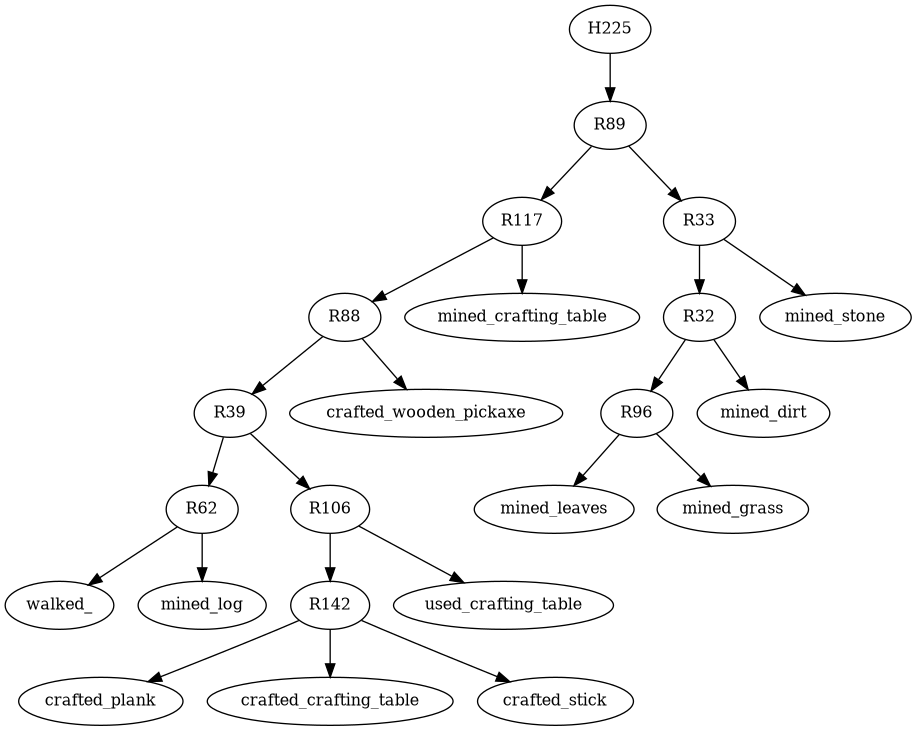 H225
R89
R117
R33
R88
mined_crafting_table
R32
mined_stone
R39
crafted_wooden_pickaxe
R96
mined_dirt
R62
R106
mined_leaves
mined_grass
walked_
mined_log
R142
used_crafting_table
crafted_plank
crafted_crafting_table
crafted_stick